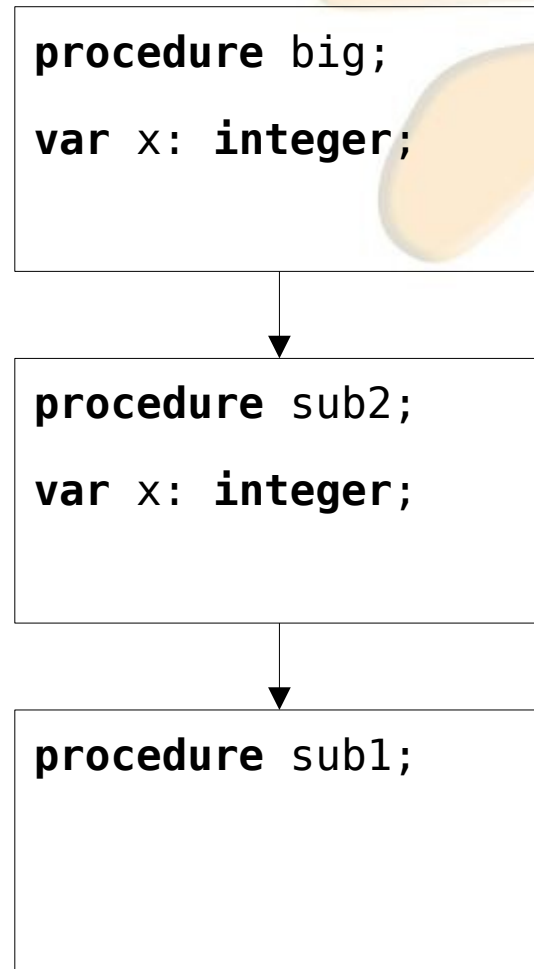 procedure big;
var x: integer;
procedure sub2;
var x: integer;
procedure sub1;